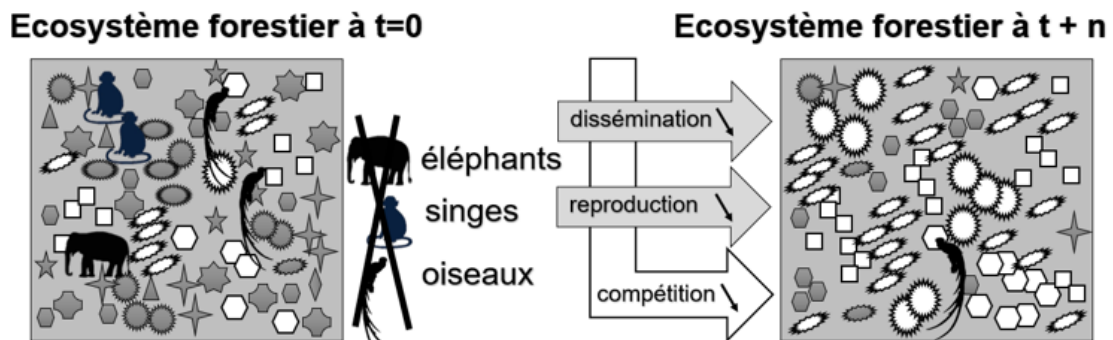 Ecosystème forestier à t=0
Ecosystème forestier à t + n
éléphants
singes
oiseaux
dissémination
reproduction
compétition